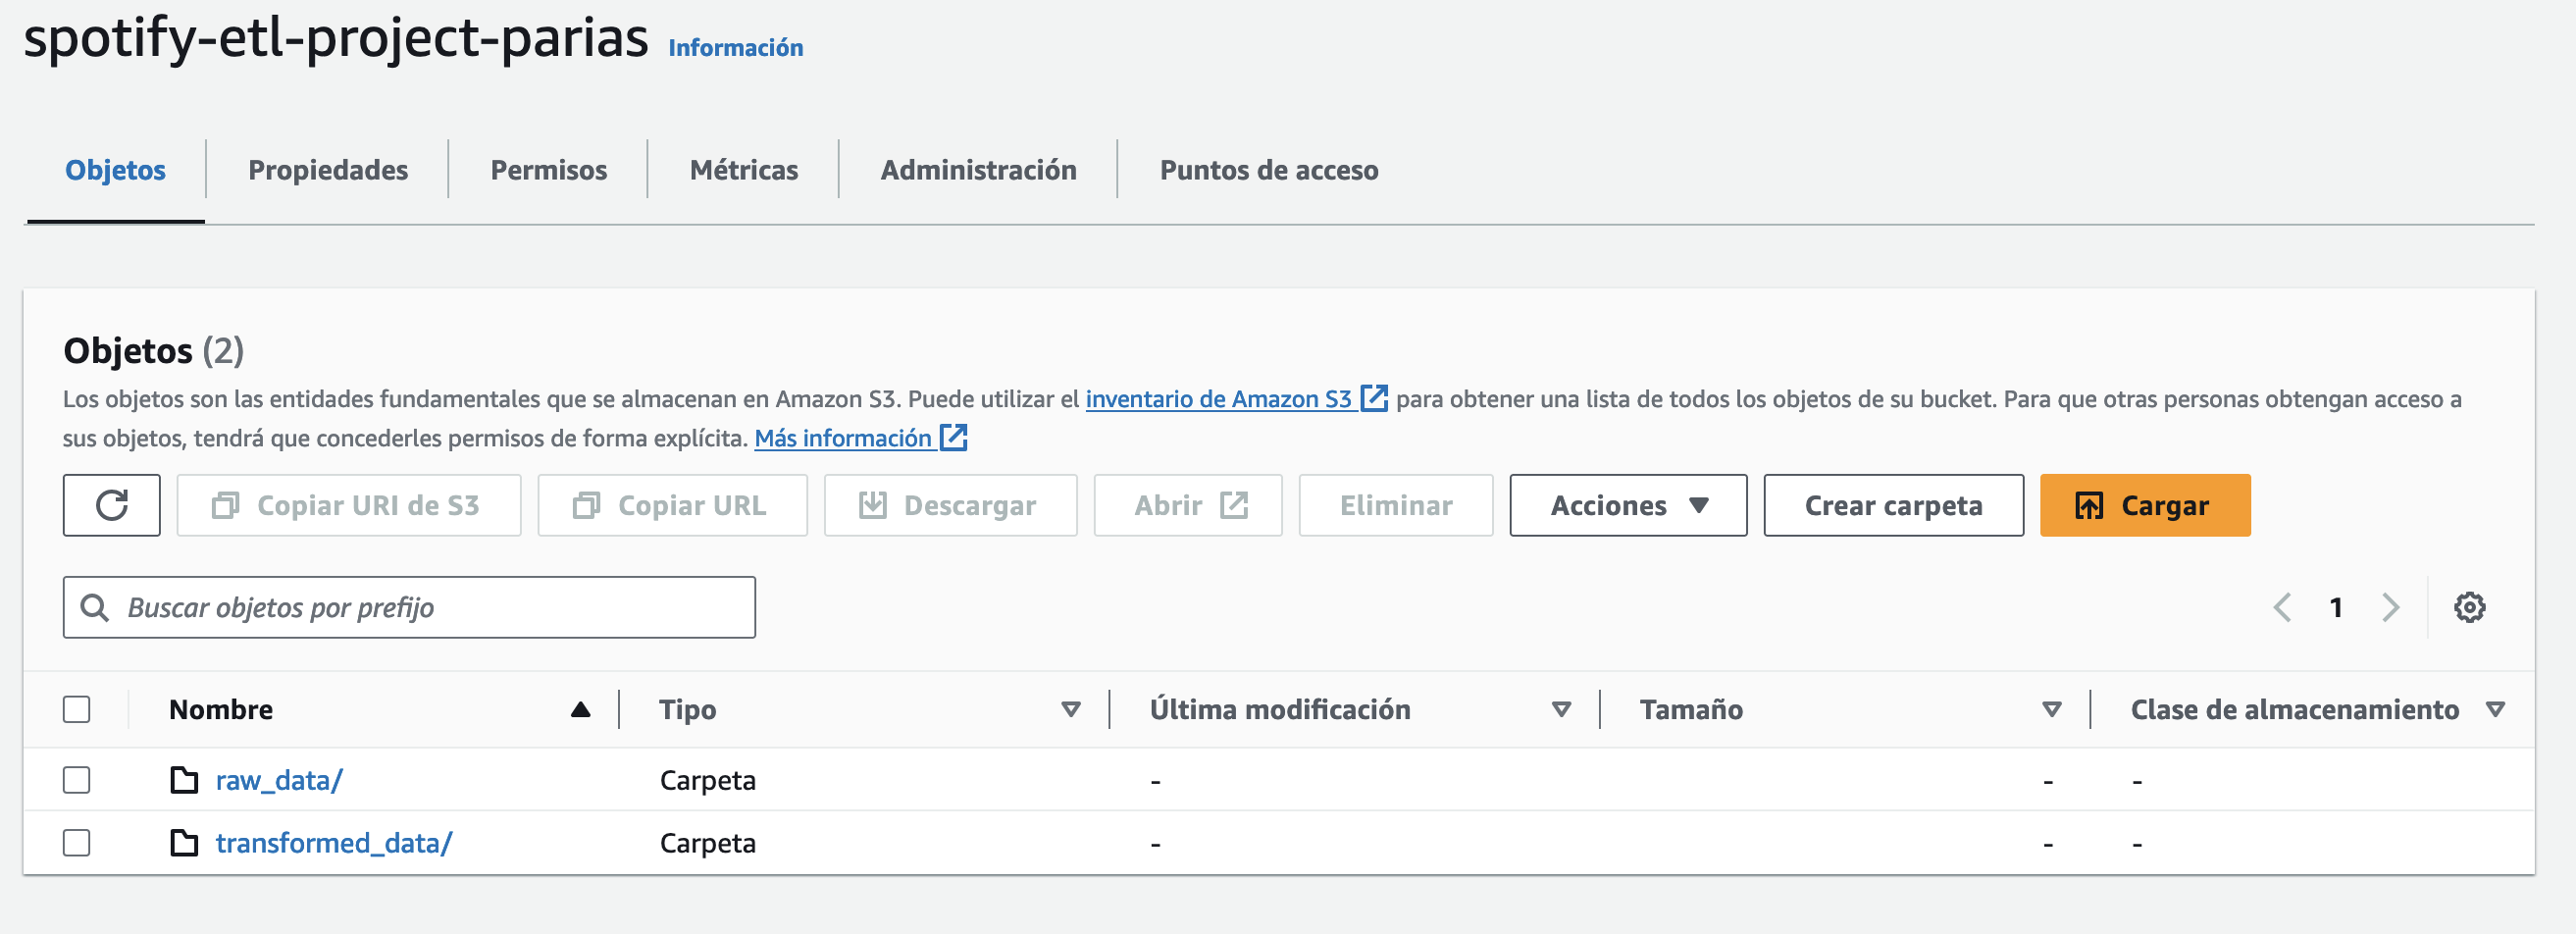 spotify-etl-project-parias Información
Objetos Propiedades Permisos Métricas Administración Puntos de acceso
Objetos (2)
Los objetos son las entidades fundamentales que se almacenan en Amazon S3. Puede utilizar el inventario de Amazon S3 para obtener una lista de todos los objetos de su bucket. Para que otras personas obtengan acceso a
sus objetos, tendrá que concederles permisos de forma explícita. Más información
Copiar URI de S3 Copiar URL Descargar Abrir Eliminar Acciones Crear carpeta Cargar
Buscar objetos por prefijo 1
Nombre Tipo Última modificación Tamaño Clase de almacenamiento
raw_data/ Carpeta - - -
transformed_data/ Carpeta - - -